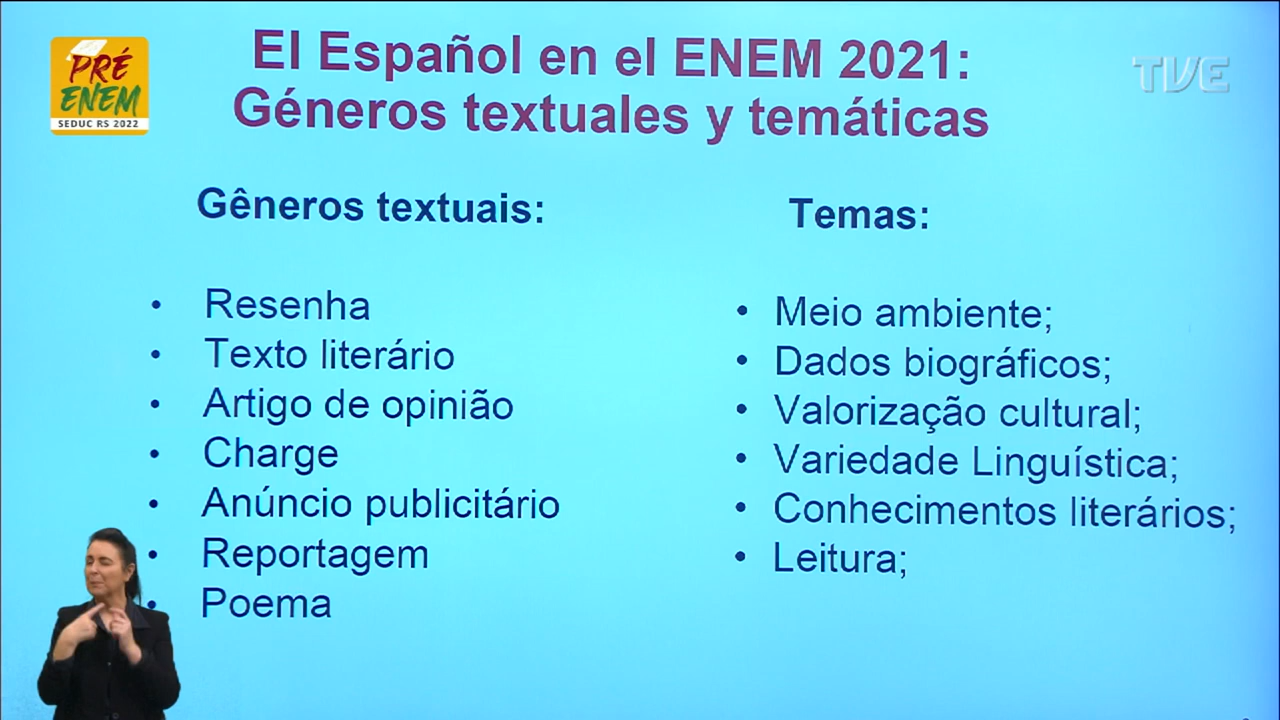 El Español en el ENEM 2021:
Géneros textuales y temáticas
PRÉ
ENEM
SEDUC RS 2022
TVE
Gêneros textuais:
• Resenha
• Texto literário
• Artigo de opinião
• Charge
• Anúncio publicitário
• Reportagem
• Poema
Temas:
• Meio ambiente;
• Dados biográficos;
• Valorização cultural;
• Variedade Linguística;
• Conhecimentos literários;
• Leitura;